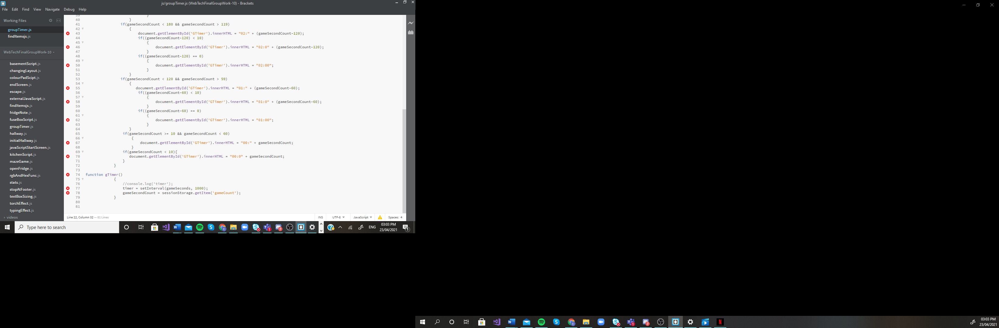 js/groupTimer.js (WebTechFinalGroupWork-10) - Brackets
File Edit Find View Navigate Debug Help
Working Files
groupTimer.js
findItemsjs.js
WebTechFinalGroupWork-10
basementScript.js
changingLayout.js
colourPadScipt.js
endScreen.js
escape.js
externalJavaScript.js
findItemsjs.js
fridgeNote.js
fuseBoxScript.js
groupTimer.js
hallway.js
initialHallway.js
javaScriptStartScreen.js
kitchenScript.js
mazeGame.js
openFridge.js
rgbAndHexFunc.js
stats.js
stopAtFooter.js
textBoxSizing.js
torchEffect.js
typingEffect.js
videos
39 }
40 }
41 if(gameSecondCount < 180 && gameSecondCount > 119)
42 {
43 document.getElementById('GTimer').innerHTML = "02:" + (gameSecondCount-120);
44 if((gameSecondCount-120) < 10)
45 {
46 document.getElementById('GTimer').innerHTML = "02:0" + (gameSecondCount-120);
47 }
48 if((gameSecondCount-120) == 0)
49 {
50 document.getElementById('GTimer').innerHTML = "02:00";
51 }
52 }
53 if(gameSecondCount < 120 && gameSecondCount > 59)
54 {
55 document.getElementById('GTimer').innerHTML = "01:" + (gameSecondCount-60);
56 if((gameSecondCount-60) < 10)
57 {
58 document.getElementById('GTimer').innerHTML = "01:0" + (gameSecondCount-60);
59 }
60 if((gameSecondCount-60) == 0)
61 {
62 document.getElementById('GTimer').innerHTML = "01:00";
63 }
64 }
65 if(gameSecondCount >= 10 && gameSecondCount < 60)
66 {
67 document.getElementById('GTimer').innerHTML = "00:" + gameSecondCount;
68 }
69 if(gameSecondCount < 10){
70 document.getElementById('GTimer').innerHTML = "00:0" + gameSecondCount;
71 }
72 }
73
74 function gTimer()
75 {
76 //console.log('timer');
77 timer = setInterval(gameSeconds, 1000);
78 gameSecondCount = sessionStorage.getItem('gameCount');
79 }
80
81
Line 22, Column 32 — 81 Lines
INS UTF-8 JavaScript Spaces: 4
Type here to search
ENG
03:03 PM
23/04/2021
03:03 PM
23/04/2021